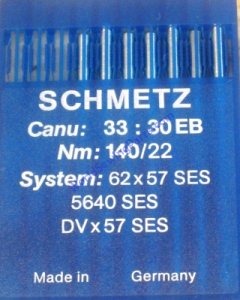 SCHMETZ
Canu: 33:30 EB
Nm: 140/22
System: 62x57 SES
5640 SES
DVx57 SES
Made in Germany